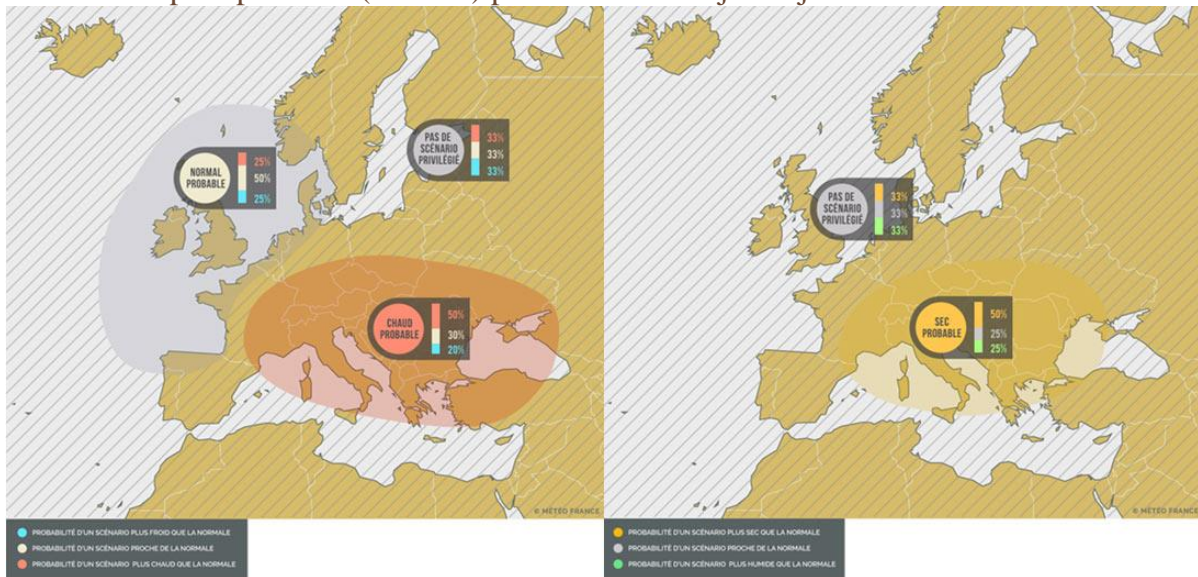 NORMAL
PROBABLE
25%
50%
25%
PAS DE
SCÉNARIO
PRIVILÉGIÉ
33%
33%
33%
CHAUD
PROBABLE
50%
30%
20%
© MÉTÉO FRANCE
PROBABILITÉ D'UN SCÉNARIO PLUS FROID QUE LA NORMALE
PROBABILITÉ D'UN SCÉNARIO PROCHE DE LA NORMALE
PROBABILITÉ D'UN SCÉNARIO PLUS CHAUD QUE LA NORMALE
PAS DE
SCÉNARIO
PRIVILÉGIÉ
33%
33%
33%
SEC
PROBABLE
50%
25%
25%
© MÉTÉO FRANCE
PROBABILITÉ D'UN SCÉNARIO PLUS SEC QUE LA NORMALE
PROBABILITÉ D'UN SCÉNARIO PROCHE DE LA NORMALE
PROBABILITÉ D'UN SCÉNARIO PLUS HUMIDE QUE LA NORMALE